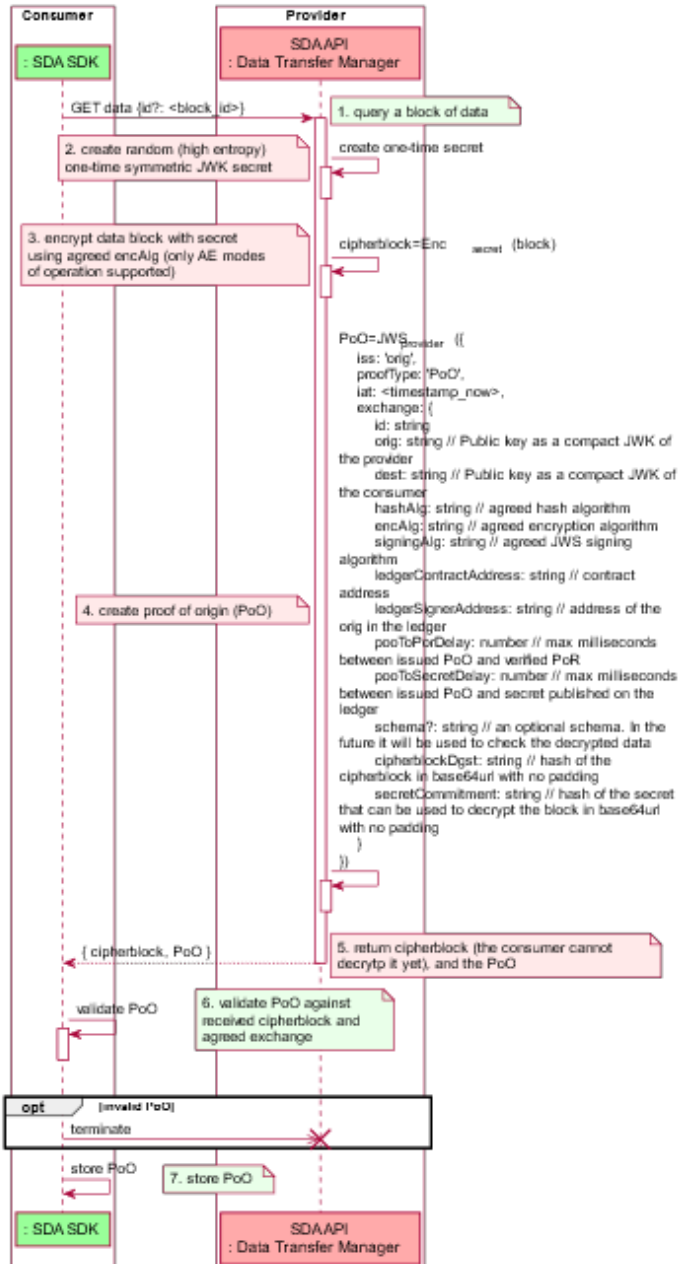 Consumer
Provider
: SDA SDK
SDA API
: Data Transfer Manager
GET data {id?: <block_id>}
1. query a block of data
2. create random (high entropy)
one-time symmetric JWK secret
create one-time secret
3. encrypt data block with secret
using agreed encAlg (only AE modes
of operation supported)
cipherblock=Enc secret (block)
PoO=JWS provider ({
iss: 'orig',
proofType: 'PoO',
iat: <timestamp_now>,
exchange: {
id: string
orig: string // Public key as a compact JWK of
the provider
dest: string // Public key as a compact JWK of
the consumer
hashAlg: string // agreed hash algorithm
encAlg: string // agreed encryption algorithm
signingAlg: string // agreed JWS signing
algorithm
ledgerContractAddress: string // contract
address
ledgerSignerAddress: string // address of the
orig in the ledger
pooToPorDelay: number // max milliseconds
between issued PoO and verified PoR
pooToSecretDelay: number // max milliseconds
between issued PoO and secret published on the
ledger
schema?: string // an optional schema. In the
future it will be used to check the decrypted data
cipherblockDgst: string // hash of the
cipherblock in base64url with no padding
secretCommitment: string // hash of the secret
that can be used to decrypt the block in base64url
with no padding
}
})
4. create proof of origin (PoO)
{ cipherblock, PoO }
5. return cipherblock (the consumer cannot
decrytp it yet), and the PoO
validate PoO
6. validate PoO against
received cipherblock and
agreed exchange
opt
[invalid PoO]
terminate
store PoO
7. store PoO
: SDA SDK
SDA API
: Data Transfer Manager